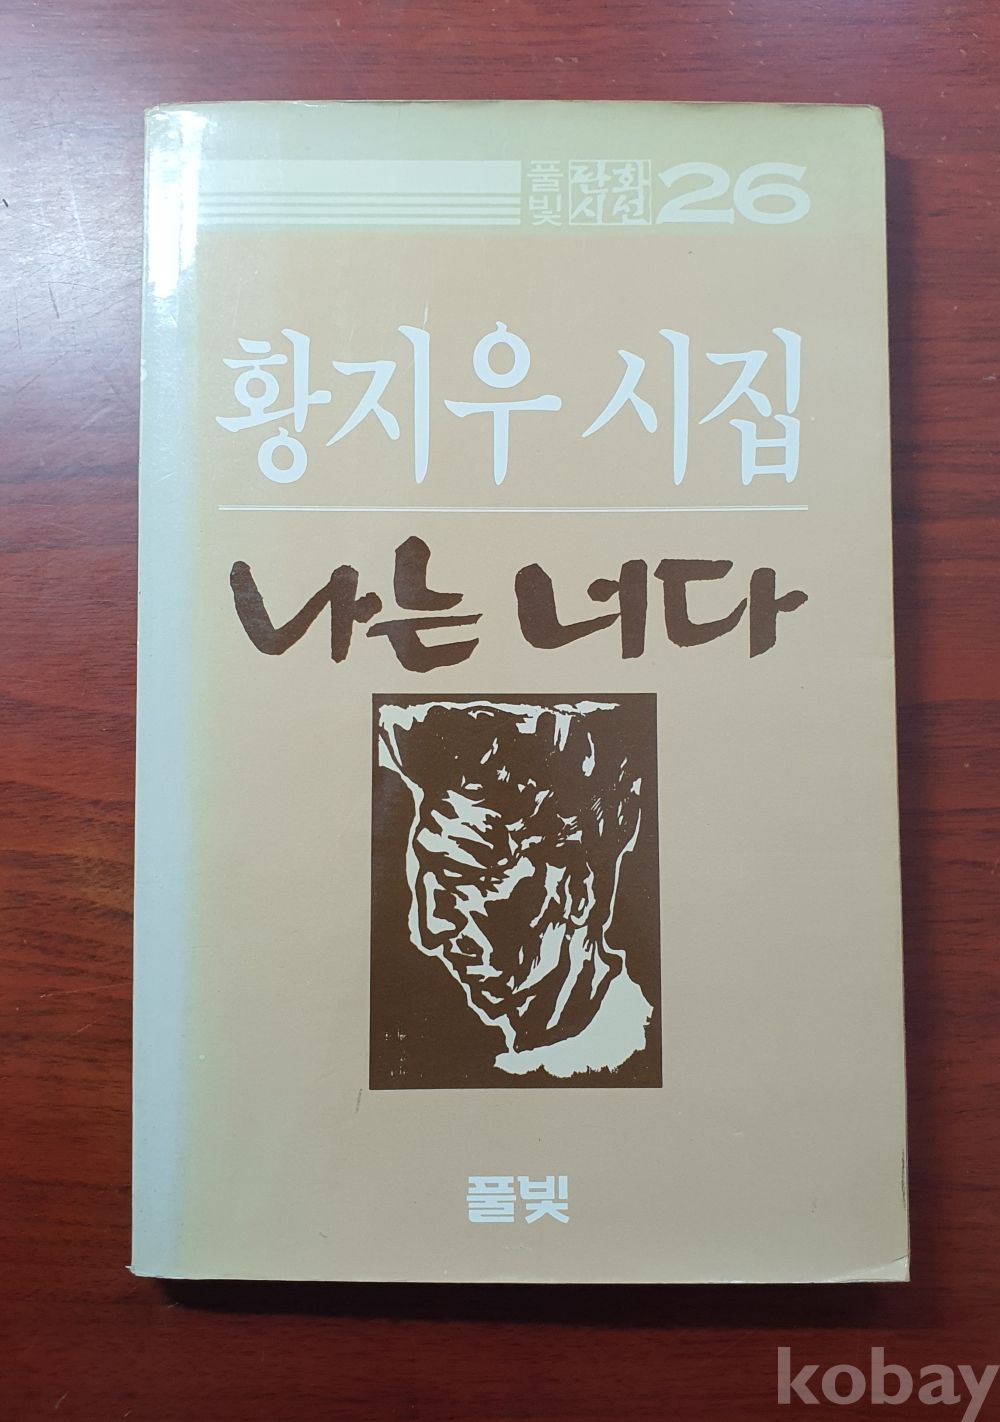 풀빛 판화시선 26
황지우 시집
나는 너다
풀빛
kobay